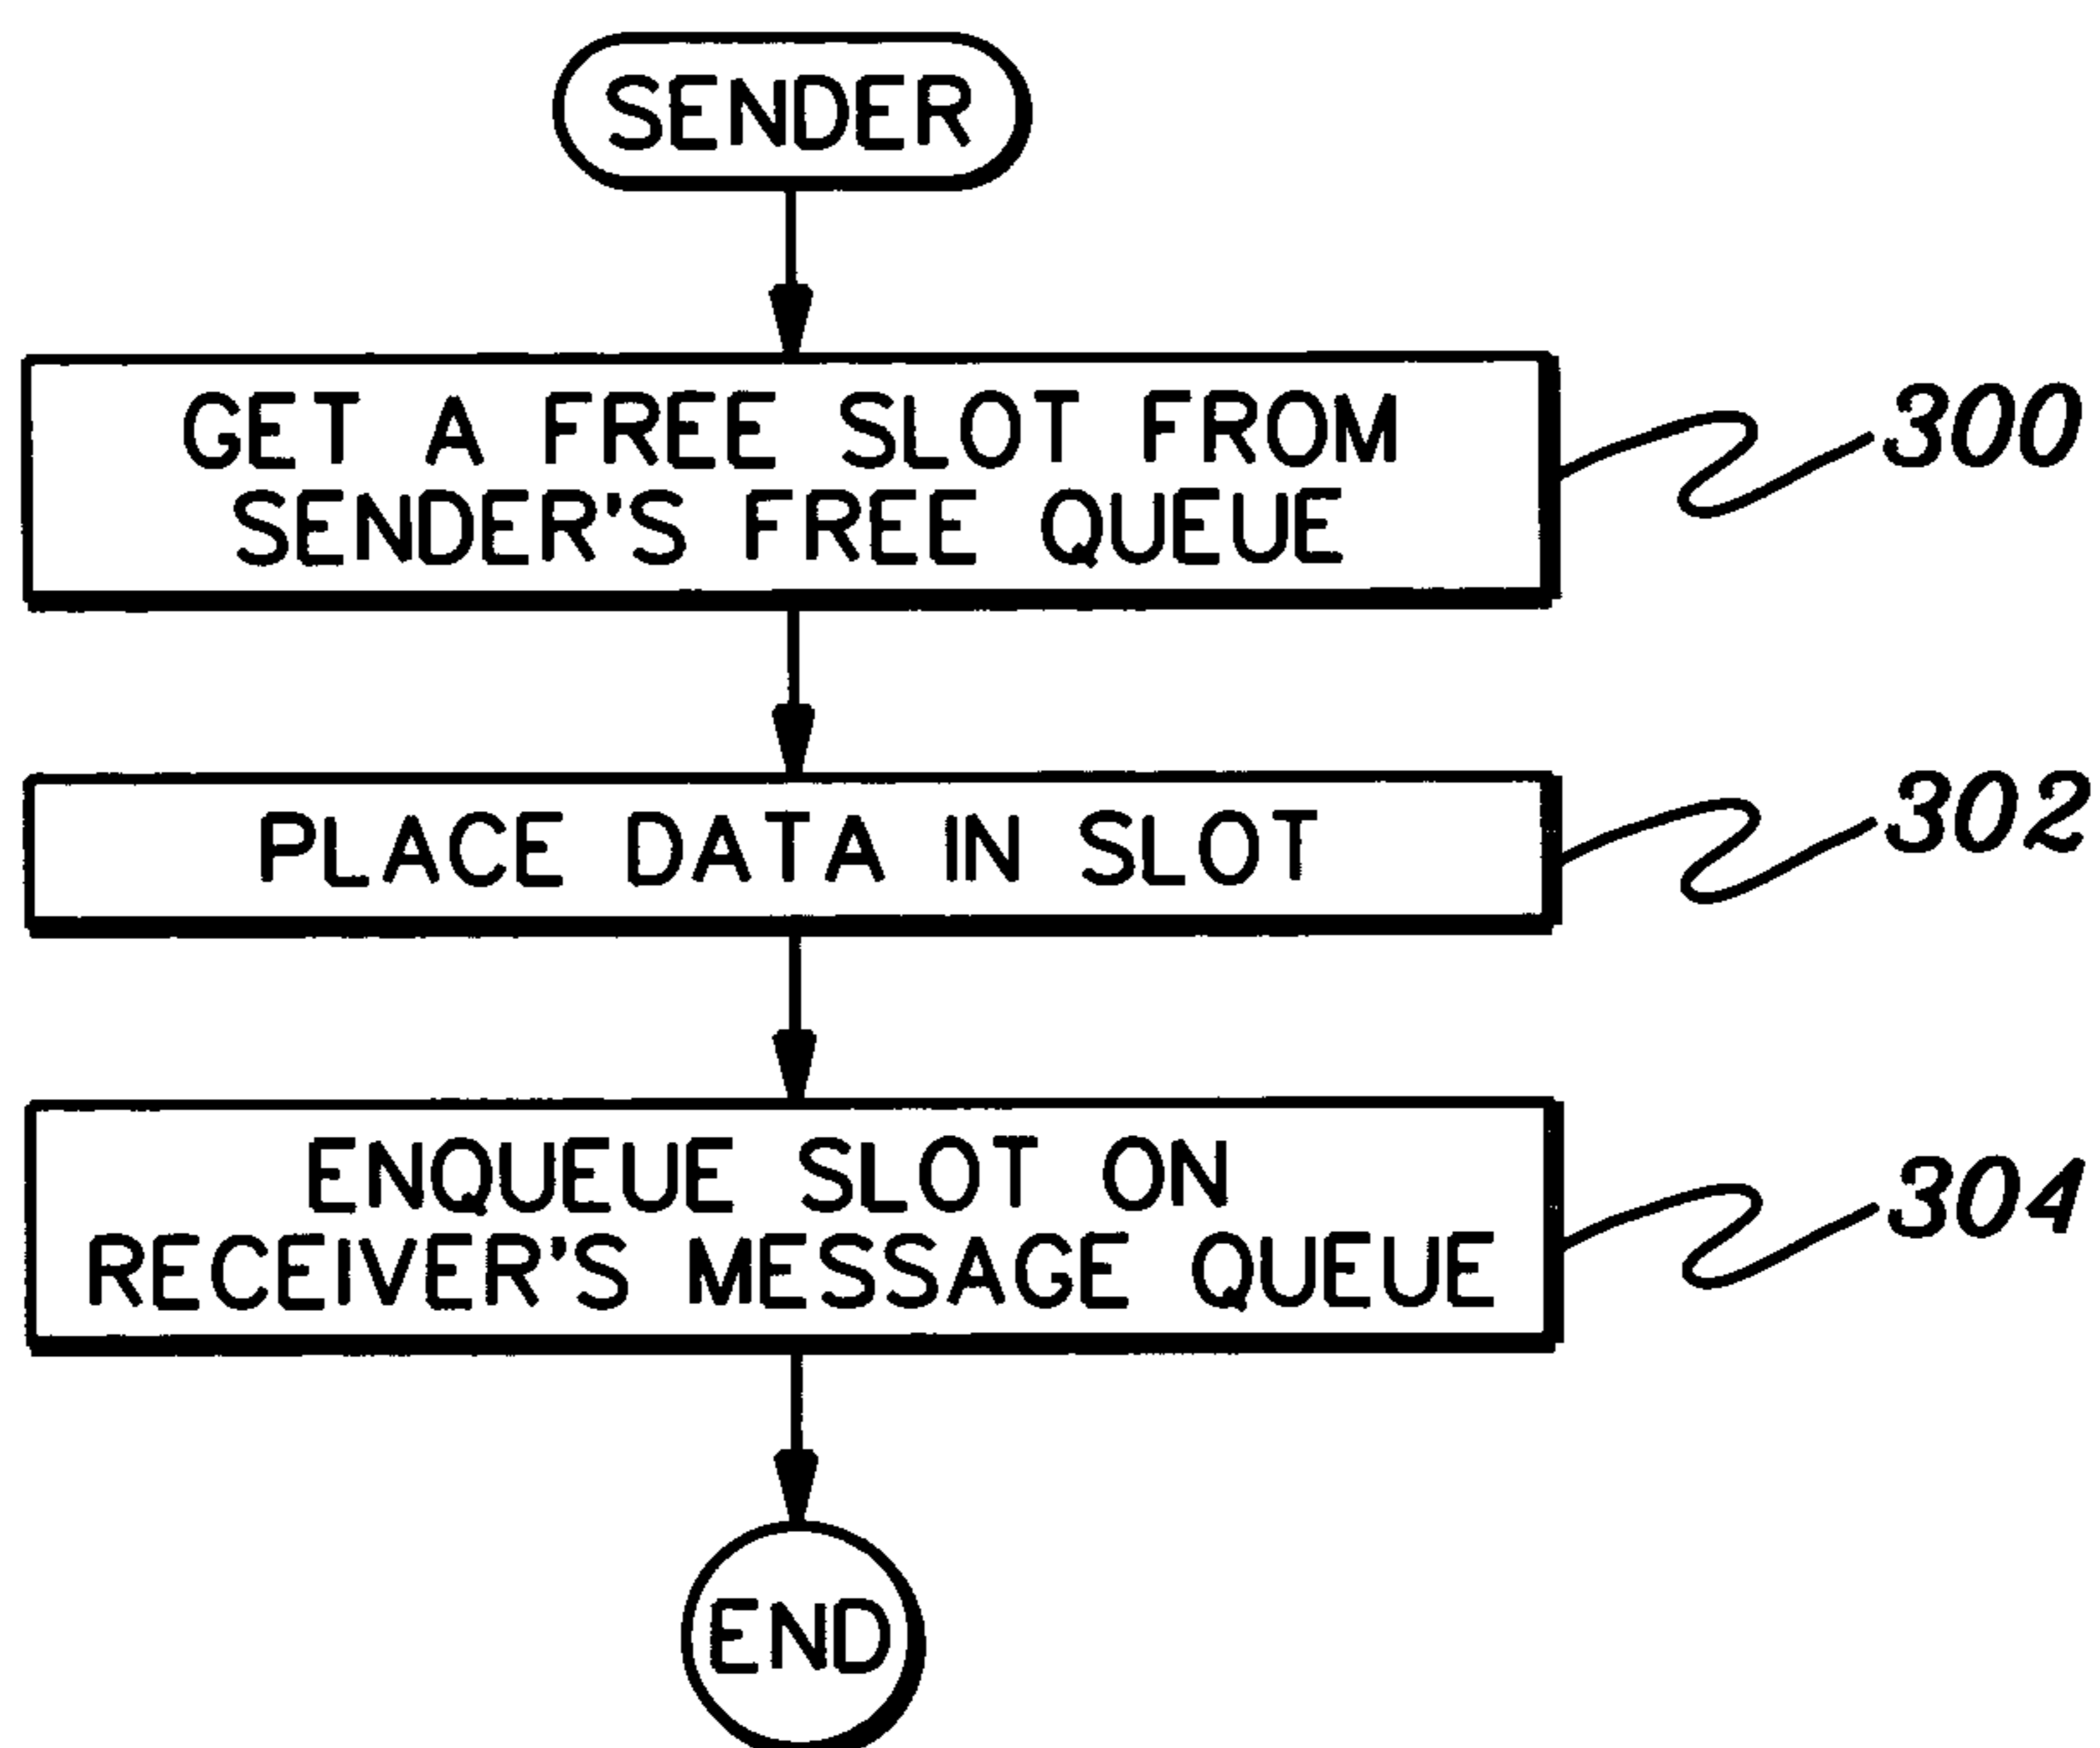 SENDER
GET A FREE SLOT FROM
SENDER'S FREE QUEUE
300
PLACE DATA IN SLOT
302
ENQUEUE SLOT ON
RECEIVER'S MESSAGE QUEUE
304
END